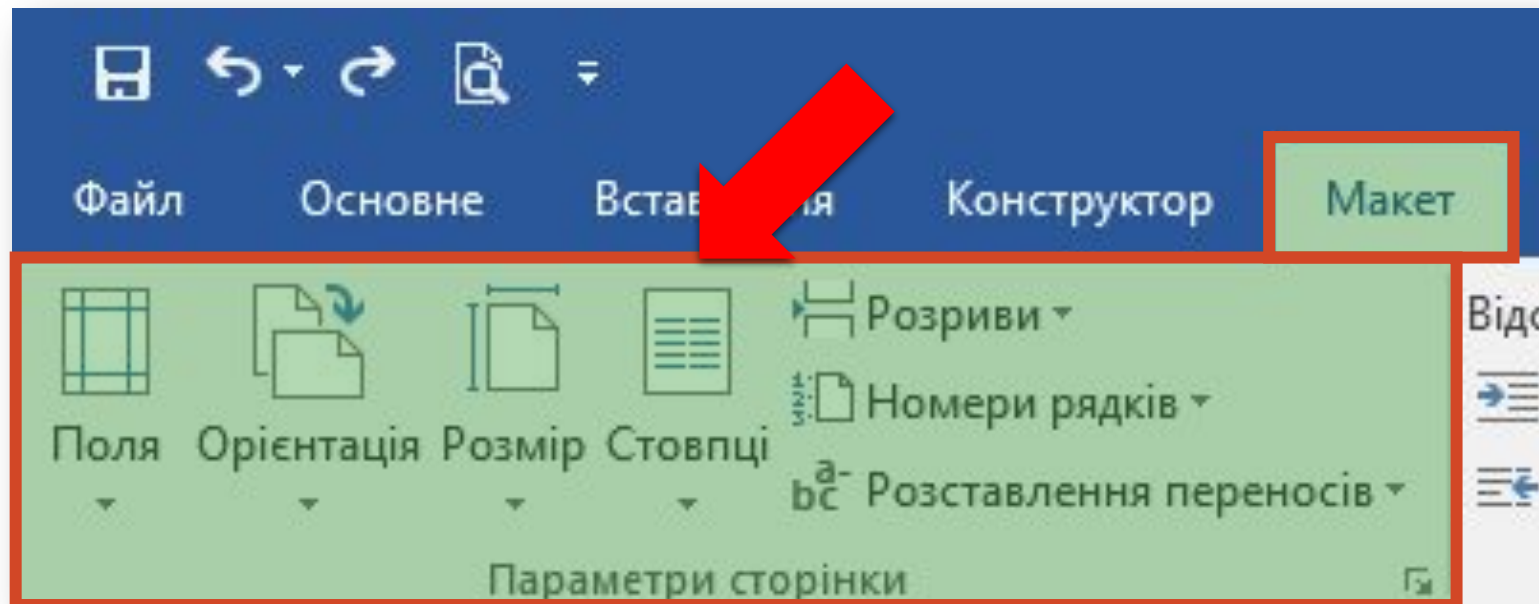 Файл Основне Конструктор Макет
Розриви
Номери рядків
Поля Орієнтація Розмір Стовпці
Розставлення переносів
Параметри сторінки